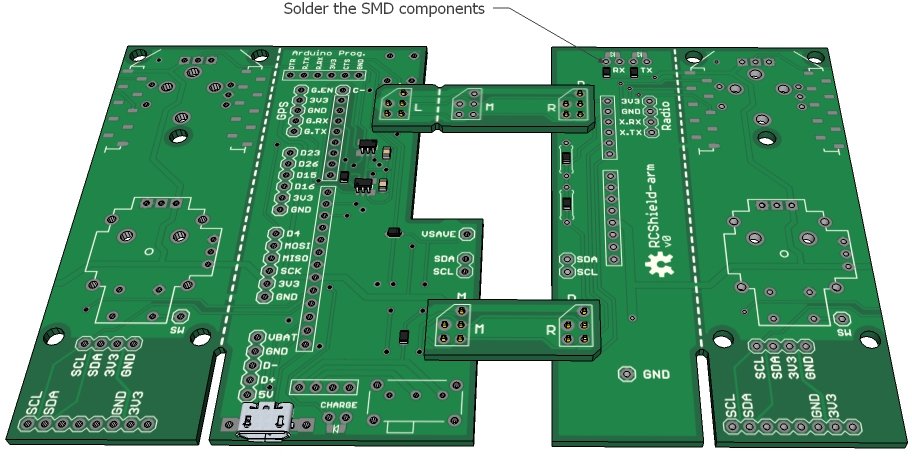 Solder the SMD components
Arduino Prog.
DTR
R.TX
R.RX
3V3
CTS
GND
GPS
G.EN
C-
3V3
GND
G.RX
G.TX
D23
D26
D15
D16
3V3
GND
D4
MOSI
MISO
SCK
3V3
GND
VBAT
GND
D-
D+
5V
CHARGE
VSAVE
SDA
SCL
L
M
R
M
M
R
RX
TX
3V3
GND
X.RX
X.TX
Radio
RCShield-arm
v0
SDA
SCL
GND
SW
SCL
SDA
3V3
GND
SCL
SDA
GND
3V3
SW
SCL
SDA
3V3
GND
SCL
SDA
GND
3V3